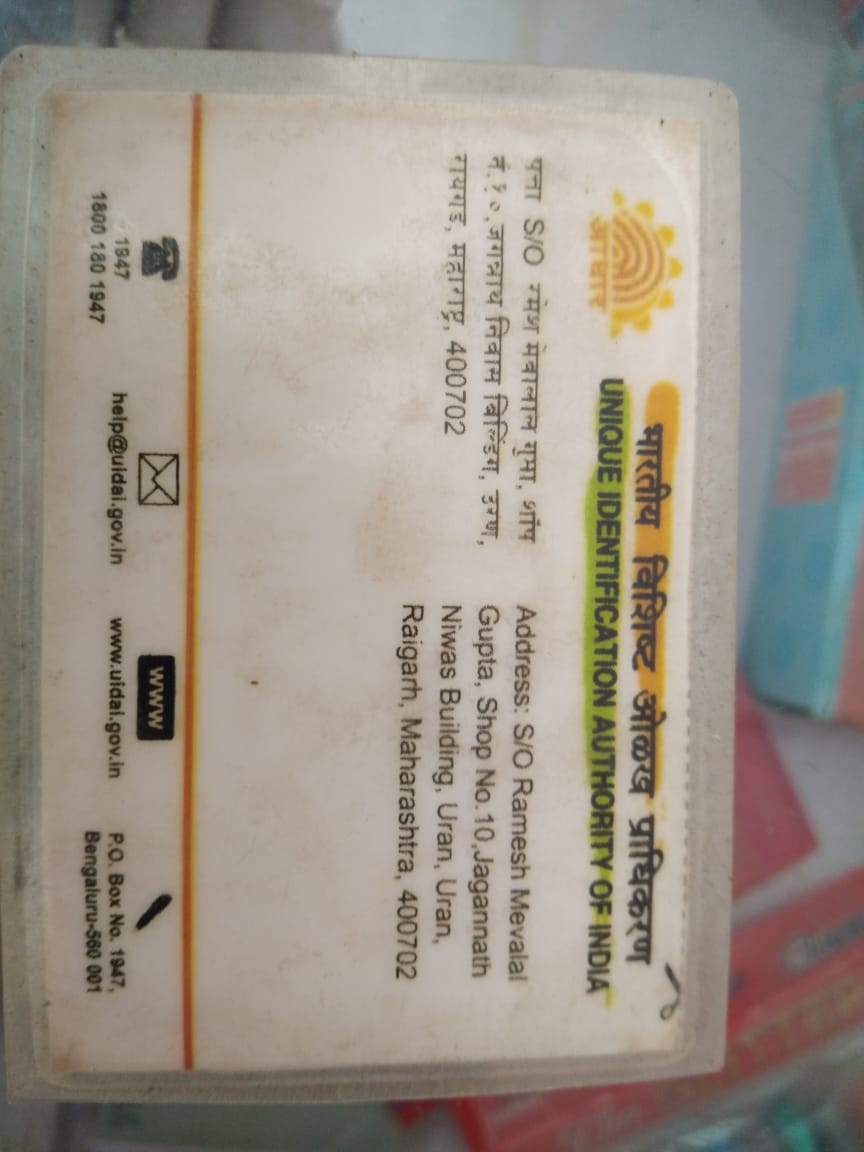 भारतीय विशिष्ट ओळख प्राधिकरण
UNIQUE IDENTIFICATION AUTHORITY OF INDIA
आधार
पत्ता S/O रमेश मेवालाल गुप्ता, शॉप
नं.१०,जगन्नाथ निवास बिल्डिंग, उरण,
रायगड, महाराष्ट्र, 400702
Address: S/O Ramesh Mevalal
Gupta, Shop No.10,Jagannath
Niwas Building, Uran, Uran,
Raigarh, Maharashtra, 400702
1947
1800 180 1947
help@uidai.gov.in
www
www.uidai.gov.in
P.O. Box No. 1947,
Bengaluru-560 001